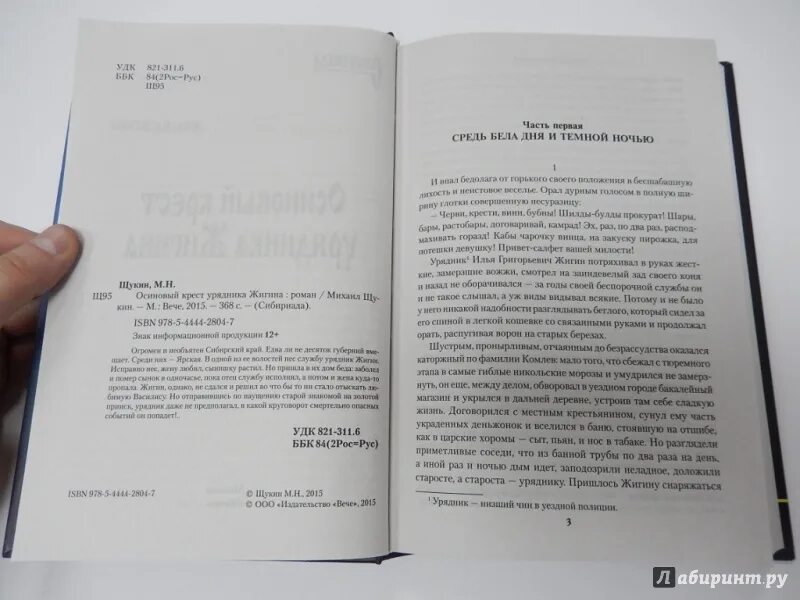 УДК 821-311.6
ББК 84(2Рос=Рус)
Щ95
Щукин, М.Н.
Щ95 Осиновый крест урядника Жигина : роман / Михаил Щу-
кин. — М. : Вече, 2015. — 368 с. — (Сибириада).
ISBN 978-5-4444-2804-7
Знак информационной продукции 12+
Огромен и необъятен Сибирский край. Едва ли не десяток губерний вме-
щает. Среди них — Ярская. В одной из ее волостей нес службу урядник Жигин.
Исправно нес, жену любил, сынишку растил. Но пришла в их дом беда: заболел
и помер сынок в одночасье, пока отец службу исполнял, а потом и жена куда-то
пропала. Жигин, однако, не сдался и решил во что бы то ни стало отыскать лю-
бимую Василису. Но отправившись по наущению старой знакомой на золотой
прииск, урядник даже не предполагал, в какой круговорот смертельно опасных
событий он попадет!..
УДК 821-311.6
ББК 84(2Рос=Рус)
ISBN 978-5-4444-2804-7
© Щукин М.Н., 2015
© ООО «Издательство «Вече», 2015
Часть первая
СРЕДЬ БЕЛА ДНЯ И ТЕМНОЙ НОЧЬЮ
1
И впал бедолага от горького своего положения в бесшабашную
лихость и неистовое веселье. Орал дурным голосом в полную ши-
рину глотки совершенную несуразицу:
— Черви, крести, вини, бубны! Шилды-булды прокурат! Шары,
бары, растобары, договаривай, камрад! Эх, раз, по два раз, распод-
махивать горазд! Кабы чарочку винца, на закуску пирожка, для
потешки девушку! Привет-салфет вашей милости!
Урядник¹ Илья Григорьевич Жигин потряхивал в руках жест-
кие, замерзшие вожжи, смотрел на заиндевелый зад своего коня
и назад не оборачивался — за годы своей беспорочной службы он
и не такое слышал, а уж виды видывал всякие. Потому и не было
у него никакой надобности разглядывать беглого, который сидел
за его спиной в легкой кошевке со связанными руками и продолжал
орать, распугивая ворон на старых березах.
Шустрым, пронырливым, отчаянным до безрассудства оказался
каторжный по фамилии Комлев: мало того, что сбежал с тюремного
этапа в самые гиблые никольские морозы и умудрился не замерз-
нуть, он еще, между делом, обворовал в уездном городе бакалейный
магазин и укрылся в дальней деревне, устроив там себе сладкую
жизнь. Договорился с местным крестьянином, сунул ему часть
украденных деньжонок и вселился в баню, стоявшую на отшибе,
как в царские хоромы — сыт, пьян, и нос в табаке. Но разглядели
приметливые соседи, что из банной трубы по два раза на день,
а иной раз и ночью дым идет, заподозрили неладное, доложили
старосте, а староста — уряднику. Пришлось Жигину снаряжаться
¹ Урядник — низший чин в уездной полиции.
3
Лабиринт.ру